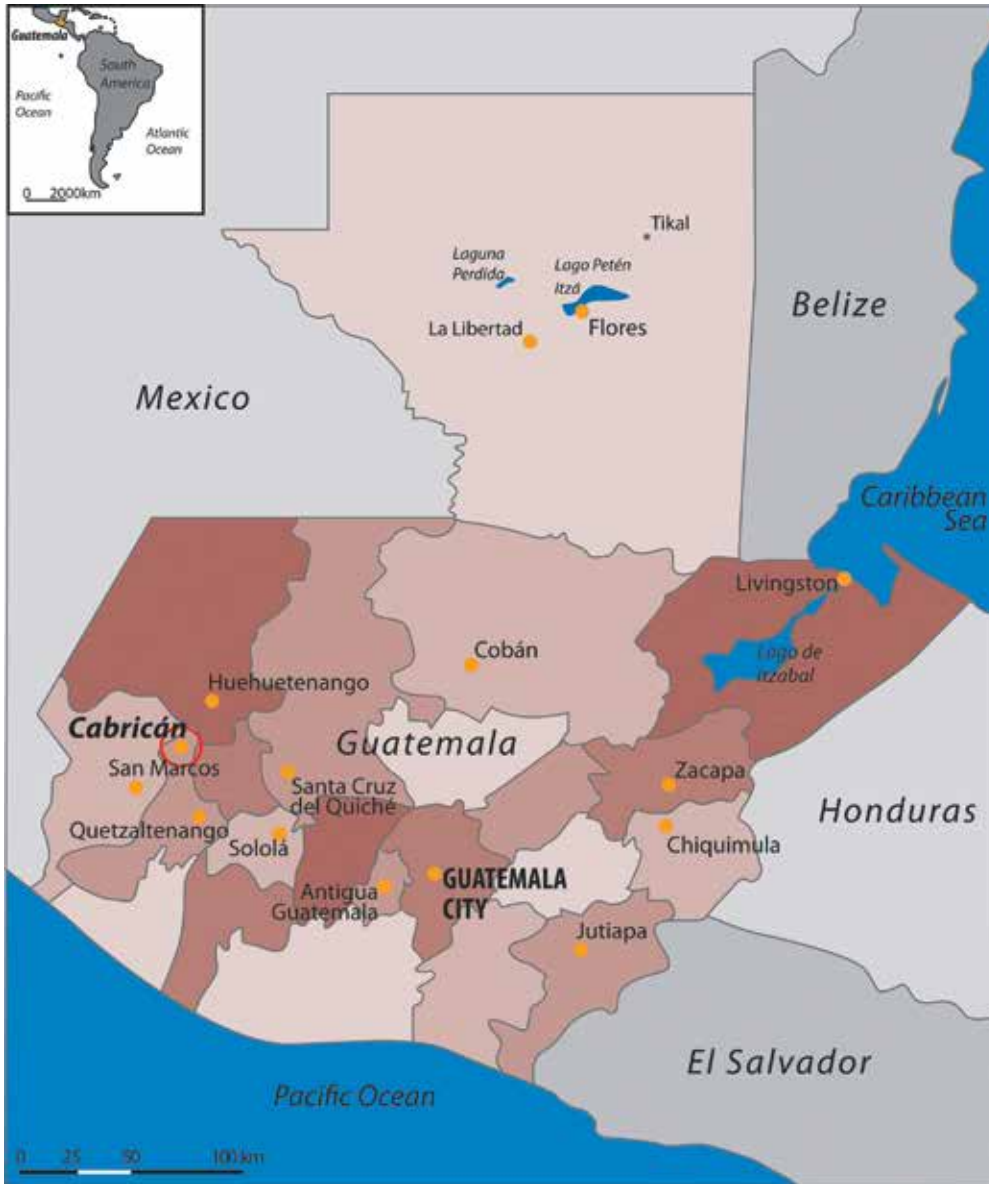 Guatemala
South
America
Pacific
Ocean
Atlantic
Ocean
0 2000km
Tikal
Laguna
Perdida
Lago Petén
Itzá
La Libertad
Flores
Belize
Mexico
Caribbean
Sea
Livingston
Lago de
itzabal
Cobán
Huehuetenango
Cabricán
Guatemala
San Marcos
Santa Cruz
del Quiché
Zacapa
Honduras
Quetzaltenango
Sololá
Chiquimula
Antigua
Guatemala
GUATEMALA
CITY
Jutiapa
El Salvador
Pacific Ocean
0 25 50 100 km